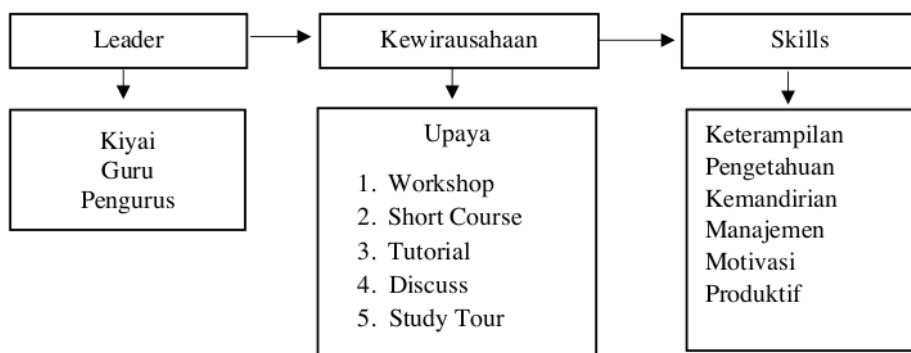 Leader
Kewirausahaan
Skills
Kiyai
Guru
Pengurus
Upaya
1. Workshop
2. Short Course
3. Tutorial
4. Discuss
5. Study Tour
Keterampilan
Pengetahuan
Kemandirian
Manajemen
Motivasi
Produktif